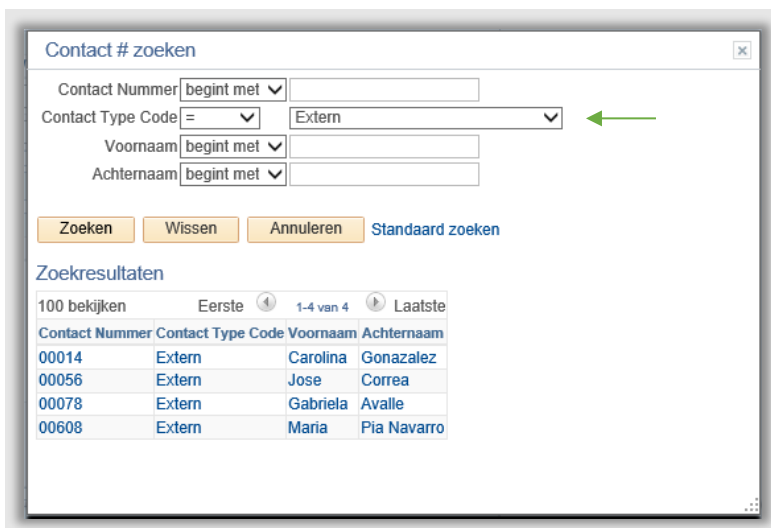 Contact # zoeken
Contact Nummer begint met
Contact Type Code = Extern
Voornaam begint met
Achternaam begint met
Zoeken Wissen Annuleren Standaard zoeken
Zoekresultaten
100 bekijken Eerste 1-4 van 4 Laatste
Contact Nummer Contact Type Code Voornaam Achternaam
00014 Extern Carolina Gonazalez
00056 Extern Jose Correa
00078 Extern Gabriela Avalle
00608 Extern Maria Pia Navarro